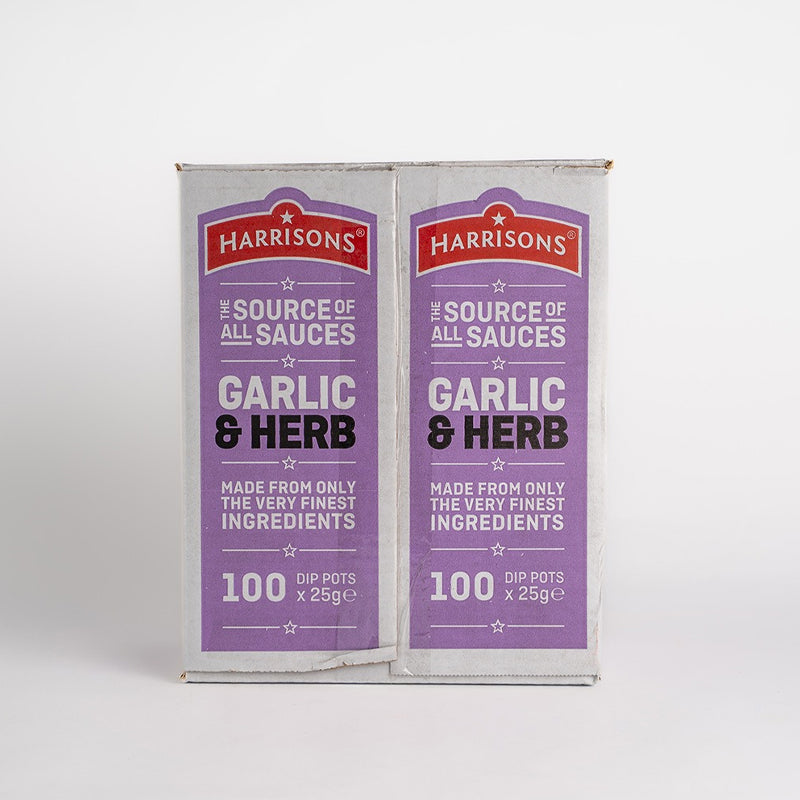 HARRISONS®
THE SOURCE OF
ALL SAUCES
GARLIC
& HERB
MADE FROM ONLY
THE VERY FINEST
INGREDIENTS
100 DIP POTS
x 25g℮
HARRISONS®
THE SOURCE OF
ALL SAUCES
GARLIC
& HERB
MADE FROM ONLY
THE VERY FINEST
INGREDIENTS
100 DIP POTS
x 25g℮